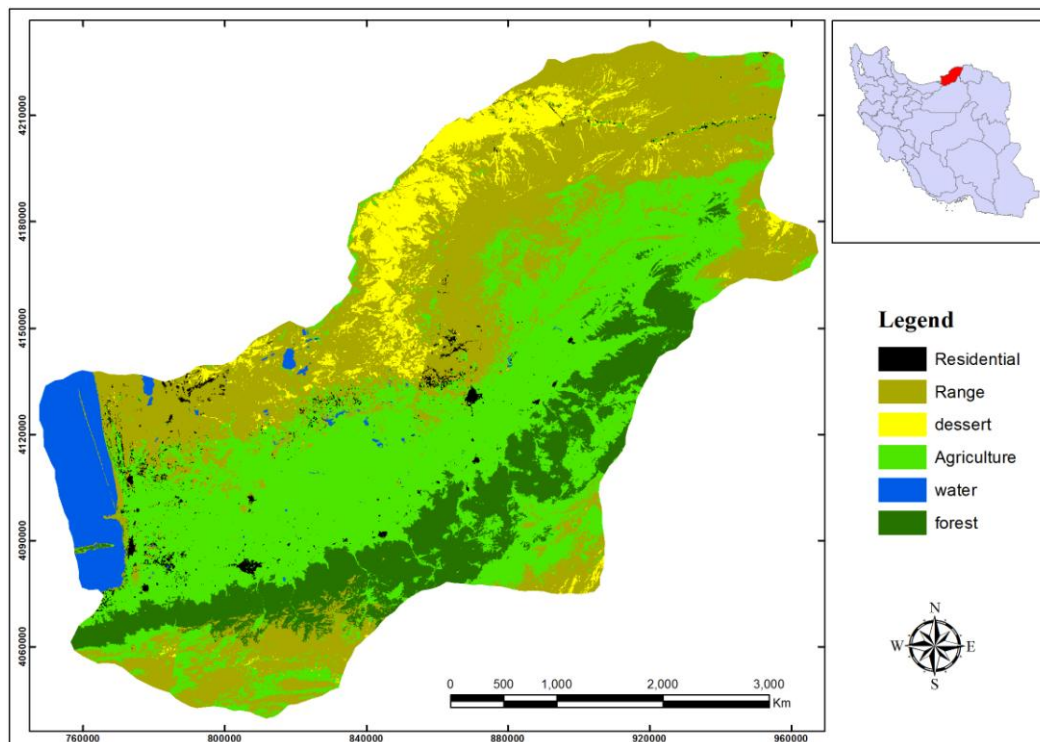 4210000
4180000
4150000
4120000
4090000
4060000
760000
800000
840000
880000
920000
960000
0
500
1,000
2,000
3,000
Km
Legend
Residential
Range
dessert
Agriculture
water
forest
N
W
E
S